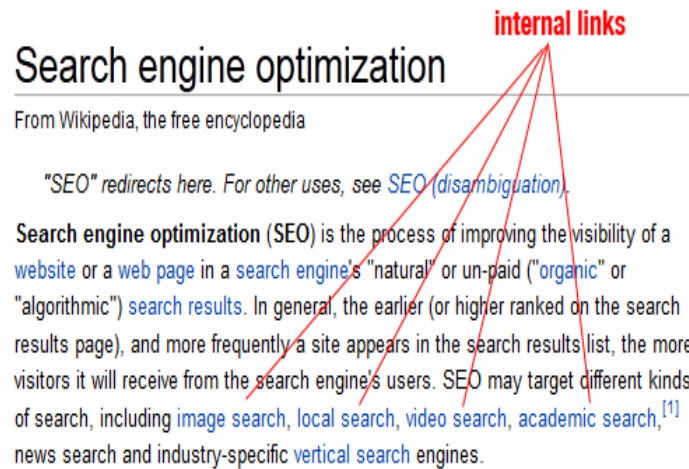 internal links
Search engine optimization
From Wikipedia, the free encyclopedia
"SEO" redirects here. For other uses, see SEO (disambiguation).
Search engine optimization (SEO) is the process of improving the visibility of a
website or a web page in a search engine's "natural" or un-paid ("organic" or
"algorithmic") search results. In general, the earlier (or higher ranked on the search
results page), and more frequently a site appears in the search results list, the more
visitors it will receive from the search engine's users. SEO may target different kinds
of search, including image search, local search, video search, academic search,[1]
news search and industry-specific vertical search engines.